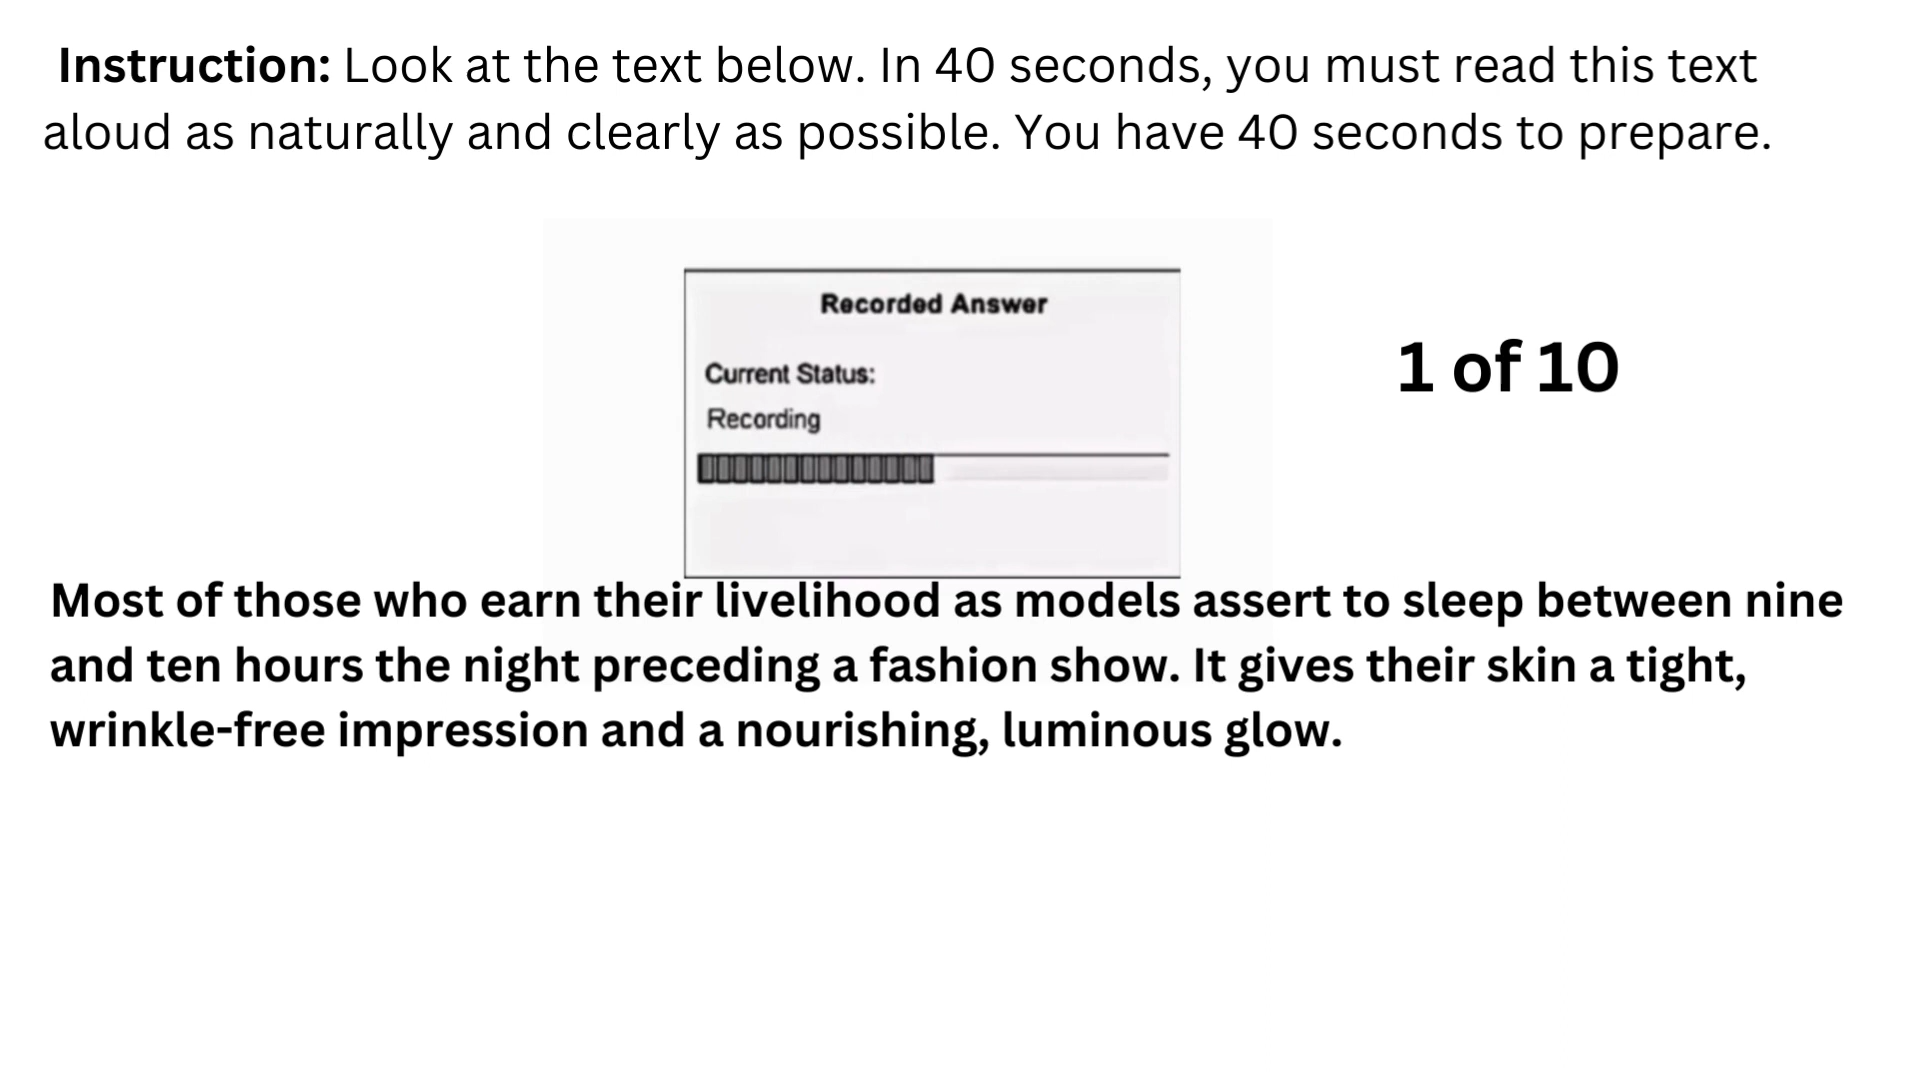 Instruction: Look at the text below. In 40 seconds, you must read this text
aloud as naturally and clearly as possible. You have 40 seconds to prepare.
Recorded Answer
Current Status:
Recording
1 of 10
Most of those who earn their livelihood as models assert to sleep between nine
and ten hours the night preceding a fashion show. It gives their skin a tight,
wrinkle-free impression and a nourishing, luminous glow.